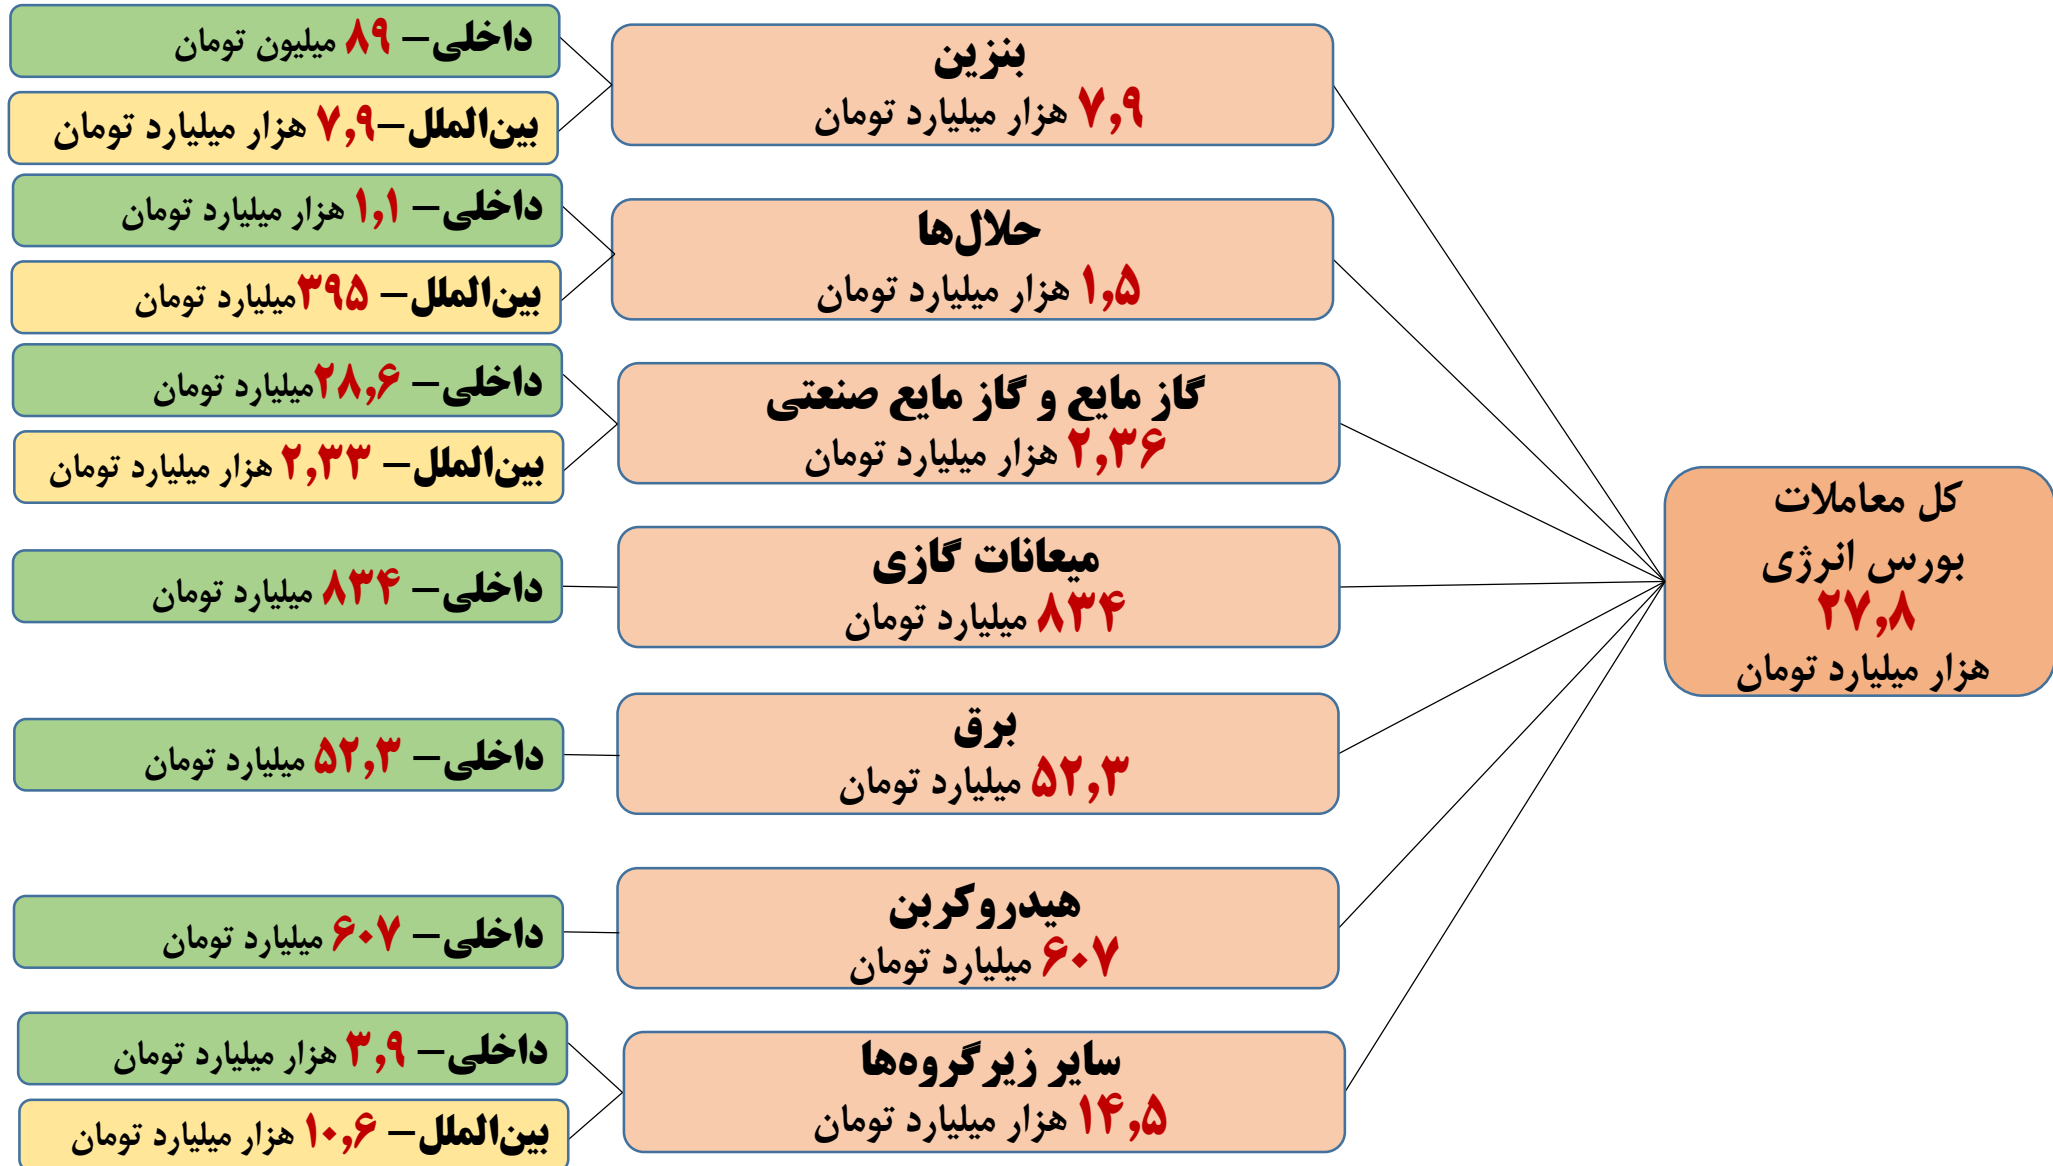 کل معاملات
بورس انرژی
۲۷,۸
هزار میلیارد تومان
بنزین
۷,۹ هزار میلیارد تومان
داخلی– ۸۹ میلیون تومان
بین‌الملل–۷,۹ هزار میلیارد تومان
حلال‌ها
۱,۵ هزار میلیارد تومان
داخلی– ۱,۱ هزار میلیارد تومان
بین‌الملل– ۳۹۵میلیارد تومان
گاز مایع و گاز مایع صنعتی
۲,۳۶ هزار میلیارد تومان
داخلی– ۲۸,۶میلیارد تومان
بین‌الملل– ۲,۳۳ هزار میلیارد تومان
میعانات گازی
۸۳۴ میلیارد تومان
داخلی– ۸۳۴ میلیارد تومان
برق
۵۲,۳ میلیارد تومان
داخلی– ۵۲,۳ میلیارد تومان
هیدروکربن
۶۰۷ میلیارد تومان
داخلی– ۶۰۷ میلیارد تومان
سایر زیرگروه‌ها
۱۴,۵ هزار میلیارد تومان
داخلی– ۳,۹ هزار میلیارد تومان
بین‌الملل– ۱۰,۶ هزار میلیارد تومان